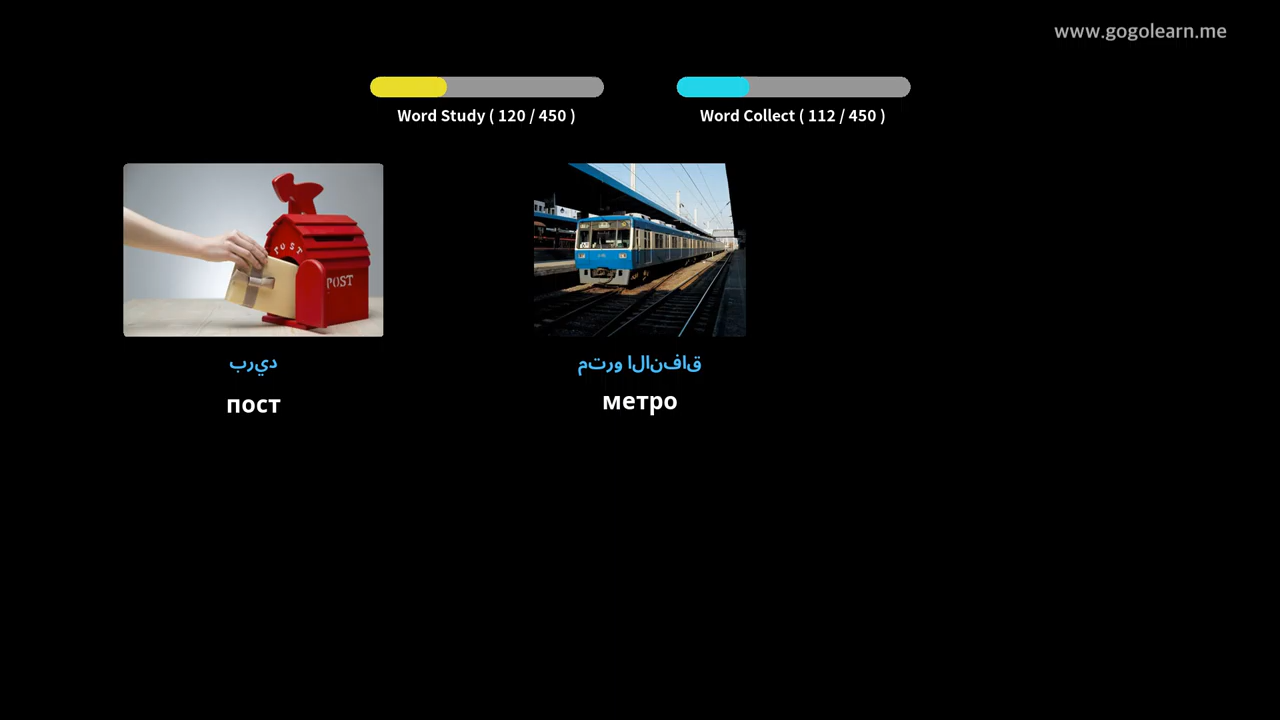 www.gogolearn.me
Word Study ( 120 / 450 )
Word Collect ( 112 / 450 )
POST
POST
بريد
مترو الانفاق
пост
метро